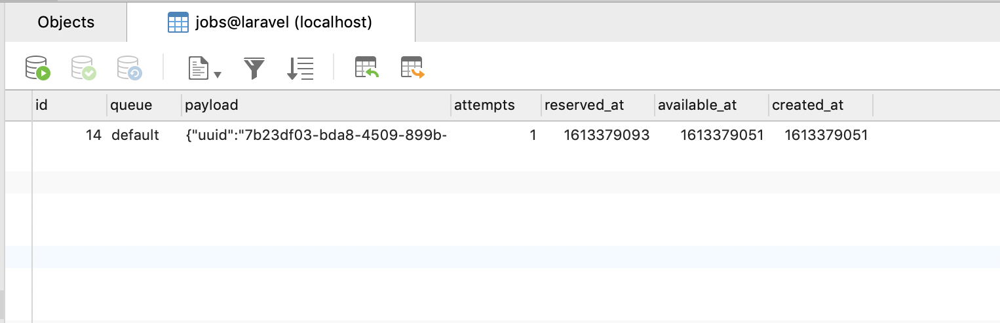 Objects jobs@laravel (localhost)
id queue payload attempts reserved_at available_at created_at
14 default {"uuid":"7b23df03-bda8-4509-899b- 1 1613379093 1613379051 1613379051